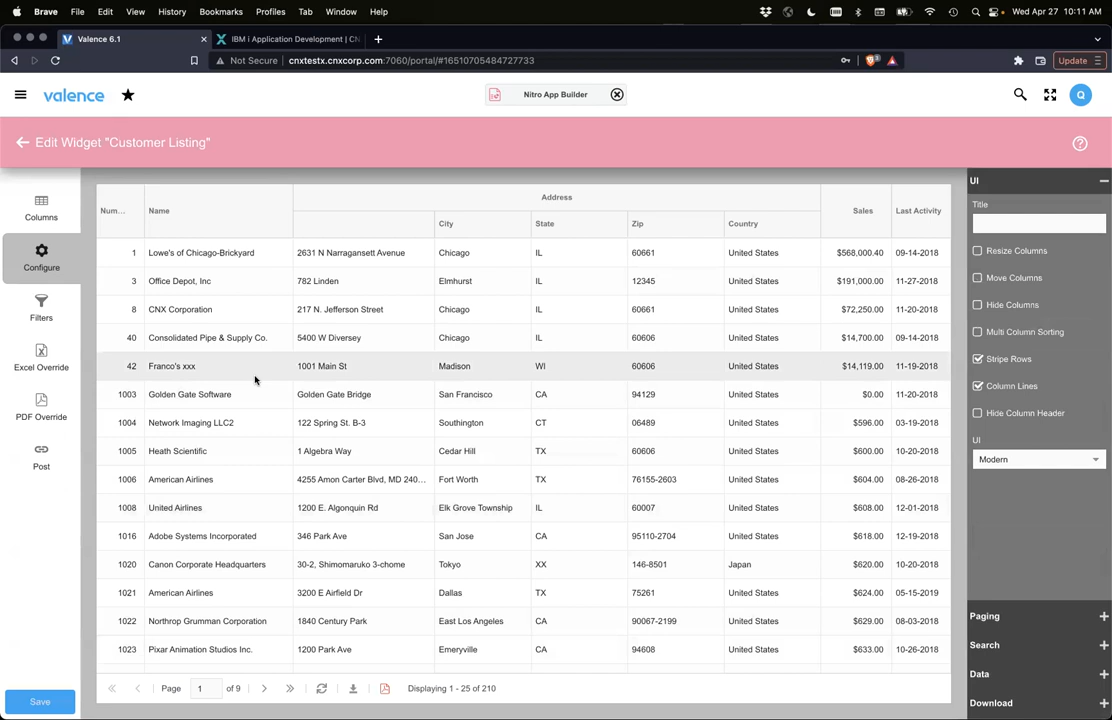 Brave File Edit View History Bookmarks Profiles Tab Window Help Wed Apr 27 10:11 AM
Valence 6.1 IBM i Application Development | CN
Not Secure cnxtestx.cnxcorp.com:7060/portal/#16510705484727733 Update
valence Nitro App Builder Q
Edit Widget "Customer Listing"
Columns
Configure
Filters
Excel Override
PDF Override
Post
Save
Num... Name Address Sales Last Activity
City State Zip Country
1 Lowe's of Chicago-Brickyard 2631 N Narragansett Avenue Chicago IL 60661 United States $568,000.40 09-14-2018
3 Office Depot, Inc 782 Linden Elmhurst IL 12345 United States $191,000.00 11-27-2018
8 CNX Corporation 217 N. Jefferson Street Chicago IL 60661 United States $72,250.00 11-20-2018
40 Consolidated Pipe & Supply Co. 5400 W Diversey Chicago IL 60606 United States $14,700.00 09-14-2018
42 Franco's xxx 1001 Main St Madison WI 60606 United States $14,119.00 11-19-2018
1003 Golden Gate Software Golden Gate Bridge San Francisco CA 94129 United States $0.00 11-20-2018
1004 Network Imaging LLC2 122 Spring St. B-3 Southington CT 06489 United States $596.00 03-19-2018
1005 Heath Scientific 1 Algebra Way Cedar Hill TX 60606 United States $600.00 10-20-2018
1006 American Airlines 4255 Amon Carter Blvd, MD 240... Fort Worth TX 76155-2603 United States $604.00 08-26-2018
1008 United Airlines 1200 E. Algonquin Rd Elk Grove Township IL 60007 United States $608.00 12-01-2018
1016 Adobe Systems Incorporated 346 Park Ave San Jose CA 95110-2704 United States $618.00 12-19-2018
1020 Canon Corporate Headquarters 30-2, Shimomaruko 3-chome Tokyo XX 146-8501 Japan $620.00 10-20-2018
1021 American Airlines 3200 E Airfield Dr Dallas TX 75261 United States $624.00 05-15-2019
1022 Northrop Grumman Corporation 1840 Century Park East Los Angeles CA 90067-2199 United States $629.00 08-03-2018
1023 Pixar Animation Studios Inc. 1200 Park Ave Emeryville CA 94608 United States $633.00 10-26-2018
Page 1 of 9 Displaying 1 - 25 of 210
UI
Title
Resize Columns
Move Columns
Hide Columns
Multi Column Sorting
Stripe Rows
Column Lines
Hide Column Header
UI
Modern
Paging
Search
Data
Download